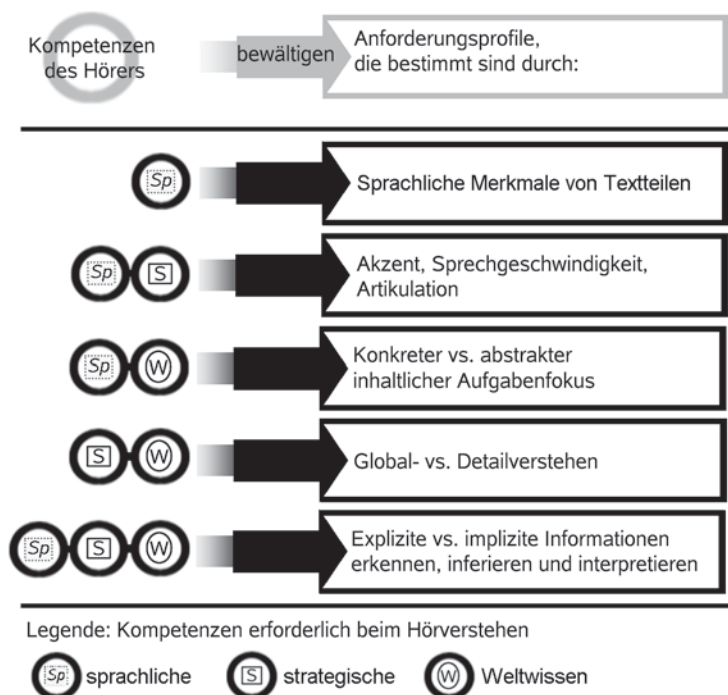 Kompetenzen
des Hörers
bewältigen
Anforderungsprofile,
die bestimmt sind durch:
Sp
Sprachliche Merkmale von Textteilen
Sp S
Akzent, Sprechgeschwindigkeit,
Artikulation
Sp W
Konkreter vs. abstrakter
inhaltlicher Aufgabenfokus
S W
Global- vs. Detailverstehen
Sp S W
Explizite vs. implizite Informationen
erkennen, inferieren und interpretieren
Legende: Kompetenzen erforderlich beim Hörverstehen
Sp sprachliche S strategische W Weltwissen